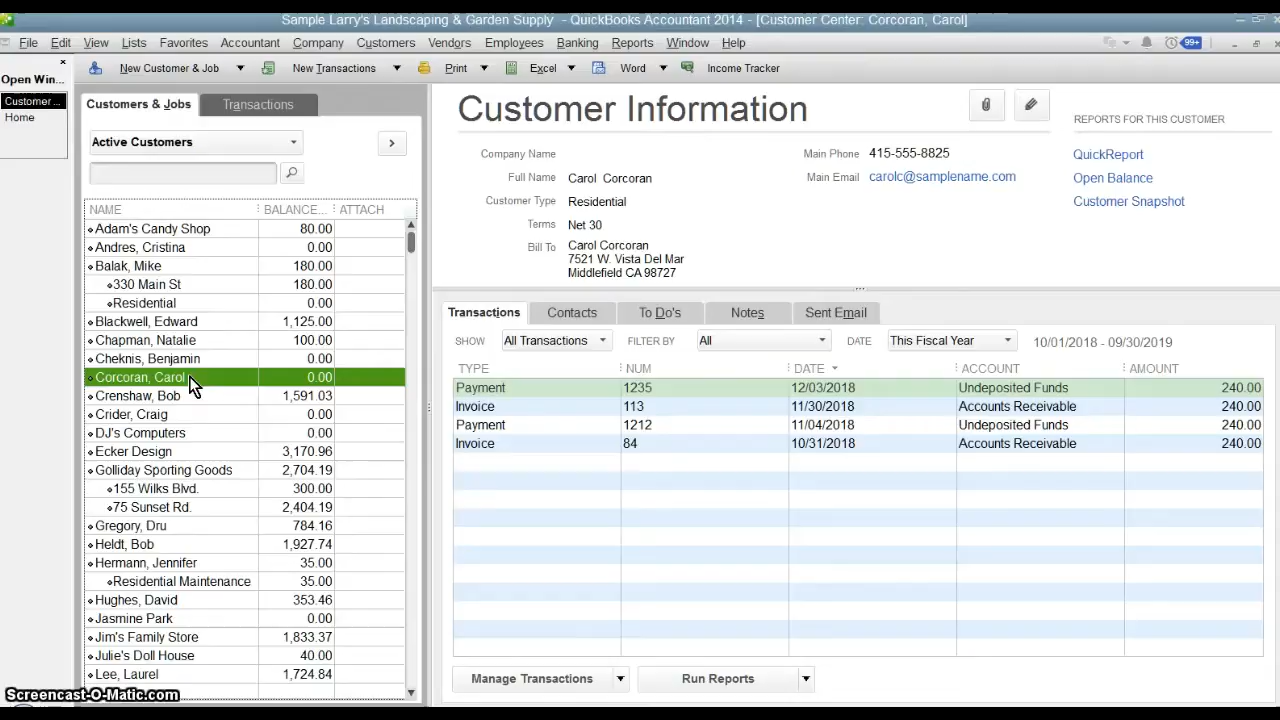 Sample Larry's Landscaping & Garden Supply - QuickBooks Accountant 2014 - [Customer Center: Corcoran, Carol]
File Edit View Lists Favorites Accountant Company Customers Vendors Employees Banking Reports Window Help 99+
Open Win...
Customer ...
Home
New Customer & Job New Transactions Print Excel Word Income Tracker
Customers & Jobs Transactions
Active Customers
NAME BALANCE... ATTACH
Adam's Candy Shop 80.00
Andres, Cristina 0.00
Balak, Mike 180.00
330 Main St 180.00
Residential 0.00
Blackwell, Edward 1,125.00
Chapman, Natalie 100.00
Cheknis, Benjamin 0.00
Corcoran, Carol 0.00
Crenshaw, Bob 1,591.03
Crider, Craig 0.00
DJ's Computers 0.00
Ecker Design 3,170.96
Golliday Sporting Goods 2,704.19
155 Wilks Blvd. 300.00
75 Sunset Rd. 2,404.19
Gregory, Dru 784.16
Heldt, Bob 1,927.74
Hermann, Jennifer 35.00
Residential Maintenance 35.00
Hughes, David 353.46
Jasmine Park 0.00
Jim's Family Store 1,833.37
Julie's Doll House 40.00
Lee, Laurel 1,724.84
Customer Information
Company Name
Full Name Carol Corcoran
Customer Type Residential
Terms Net 30
Bill To Carol Corcoran
7521 W. Vista Del Mar
Middlefield CA 98727
Main Phone 415-555-8825
Main Email carolc@samplename.com
REPORTS FOR THIS CUSTOMER
QuickReport
Open Balance
Customer Snapshot
Transactions Contacts To Do's Notes Sent Email
SHOW All Transactions FILTER BY All DATE This Fiscal Year 10/01/2018 - 09/30/2019
TYPE NUM DATE ACCOUNT AMOUNT
Payment 1235 12/03/2018 Undeposited Funds 240.00
Invoice 113 11/30/2018 Accounts Receivable 240.00
Payment 1212 11/04/2018 Undeposited Funds 240.00
Invoice 84 10/31/2018 Accounts Receivable 240.00
Manage Transactions Run Reports
Screencast-O-Matic.com